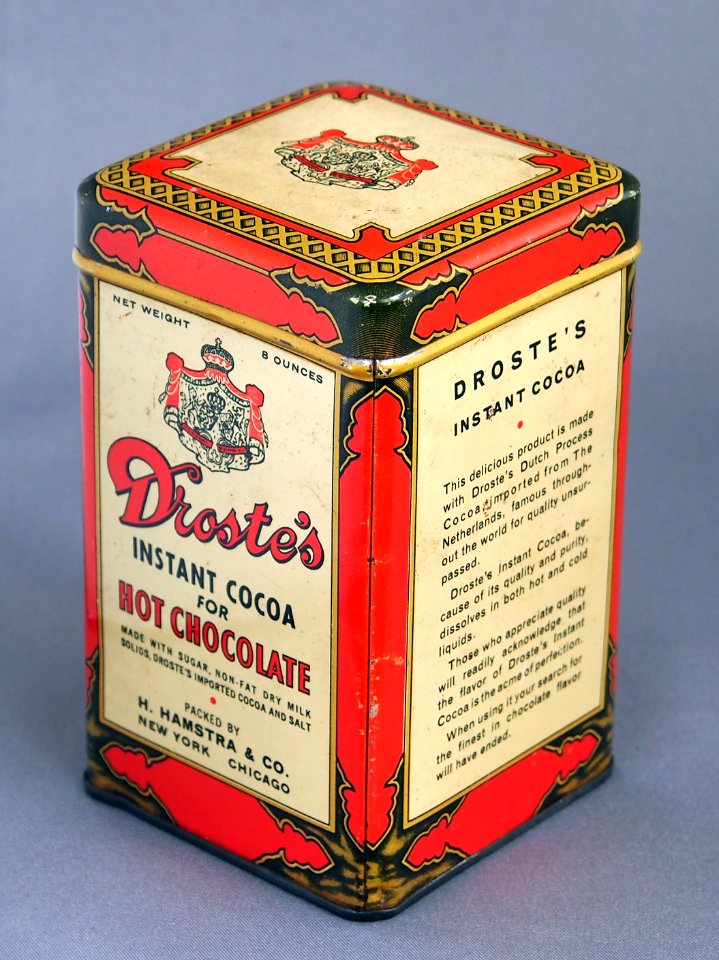 NET WEIGHT
8 OUNCES
Droste's
INSTANT COCOA
FOR
HOT CHOCOLATE
MADE WITH SUGAR, NON-FAT DRY MILK
SOLIDS, DROSTE'S IMPORTED COCOA AND SALT
PACKED BY
H. HAMSTRA & CO.
NEW YORK CHICAGO
DROSTE'S
INSTANT COCOA
This delicious product is made
with Droste's Dutch Process
Cocoa imported from The
Netherlands, famous through-
out the world for quality unsur-
passed.
Droste's Instant Cocoa, be-
cause of its quality and purity,
dissolves in both hot and cold
liquids.
Those who appreciate quality
will readily acknowledge that
the flavor of Droste's Instant
Cocoa is the acme of perfection.
When using it your search for
the finest in chocolate flavor
will have ended.